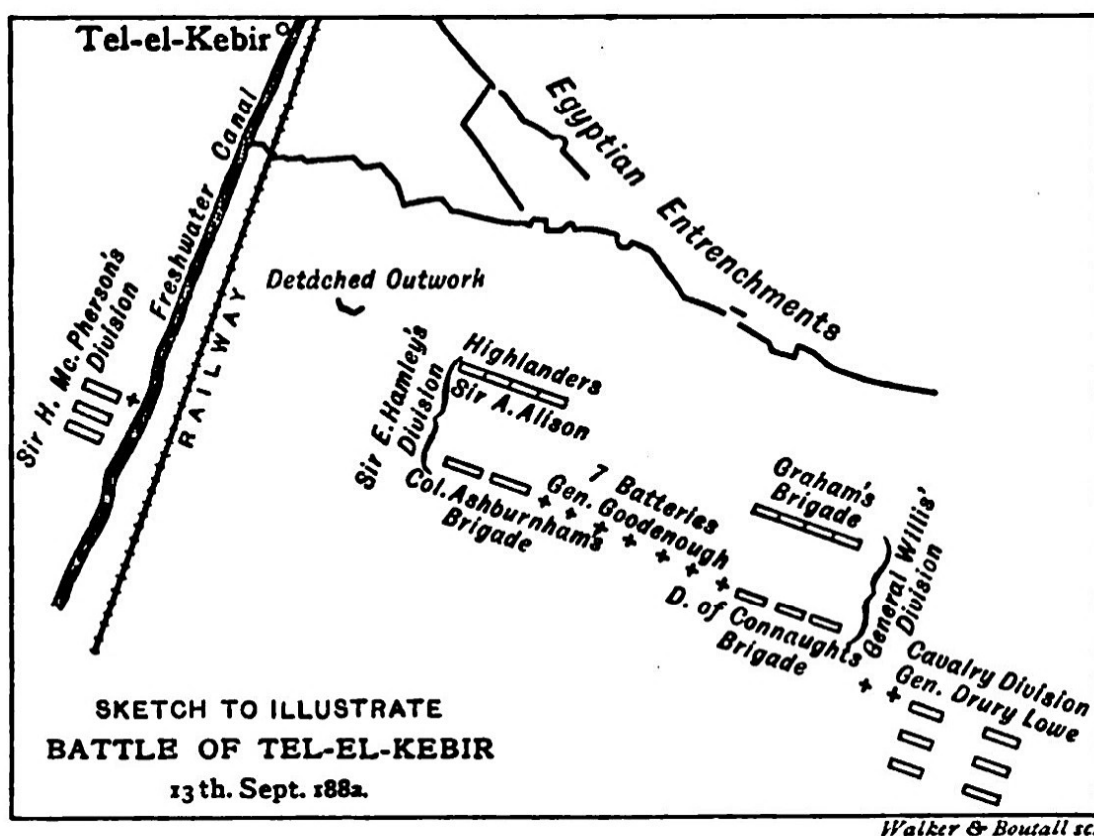 Tel-el-Kebir
Freshwater Canal
RAILWAY
Egyptian Entrenchments
Sir H. Mc. Pherson's
Division
Detached Outwork
Sir E. Hamley's
Division
Highlanders
Sir A. Alison
Col. Ashburnham's
Brigade
7 Batteries
Gen. Goodenough
Graham's
Brigade
D. of Connaughts
Brigade
General Willis'
Division
Cavalry Division
Gen. Drury Lowe
SKETCH TO ILLUSTRATE
BATTLE OF TEL-EL-KEBIR
13th. Sept. 1882.
Walker & Boutall sc.